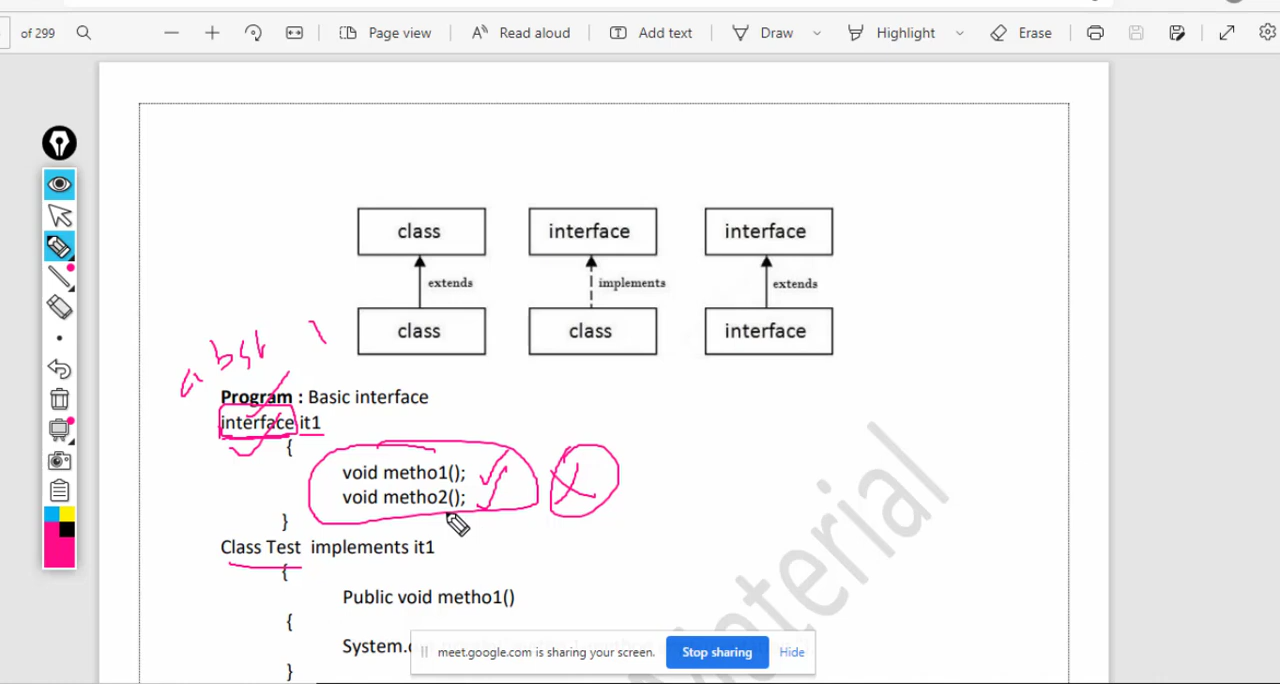 of 299 Page view Read aloud Add text Draw Highlight Erase
class interface interface
extends implements extends
class class interface
abst
Program : Basic interface
interface it1
{
void metho1();
void metho2();
}
Class Test implements it1
{
Public void metho1()
{
System.
}
Material
meet.google.com is sharing your screen. Stop sharing Hide